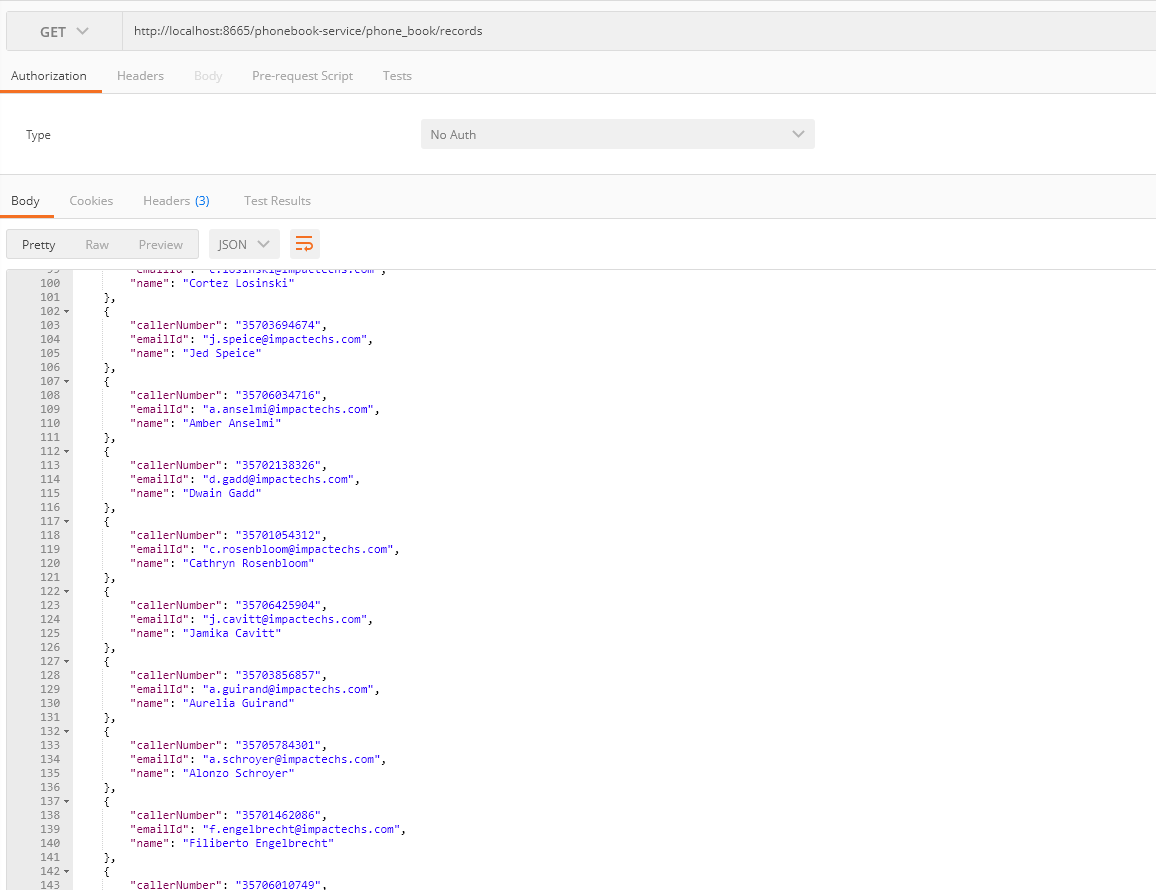 GET http://localhost:8665/phonebook-service/phone_book/records
Authorization Headers Body Pre-request Script Tests
Type No Auth
Body Cookies Headers (3) Test Results
Pretty Raw Preview JSON
99 "emailId": "c.losinski@impactechs.com",
100 "name": "Cortez Losinski"
101 },
102 {
103 "callerNumber": "35703694674",
104 "emailId": "j.speice@impactechs.com",
105 "name": "Jed Speice"
106 },
107 {
108 "callerNumber": "35706034716",
109 "emailId": "a.anselmi@impactechs.com",
110 "name": "Amber Anselmi"
111 },
112 {
113 "callerNumber": "35702138326",
114 "emailId": "d.gadd@impactechs.com",
115 "name": "Dwain Gadd"
116 },
117 {
118 "callerNumber": "35701054312",
119 "emailId": "c.rosenbloom@impactechs.com",
120 "name": "Cathryn Rosenbloom"
121 },
122 {
123 "callerNumber": "35706425904",
124 "emailId": "j.cavitt@impactechs.com",
125 "name": "Jamika Cavitt"
126 },
127 {
128 "callerNumber": "35703856857",
129 "emailId": "a.guirand@impactechs.com",
130 "name": "Aurelia Guirand"
131 },
132 {
133 "callerNumber": "35705784301",
134 "emailId": "a.schroyer@impactechs.com",
135 "name": "Alonzo Schroyer"
136 },
137 {
138 "callerNumber": "35701462086",
139 "emailId": "f.engelbrecht@impactechs.com",
140 "name": "Filiberto Engelbrecht"
141 },
142 {
143 "callerNumber": "35706010749",